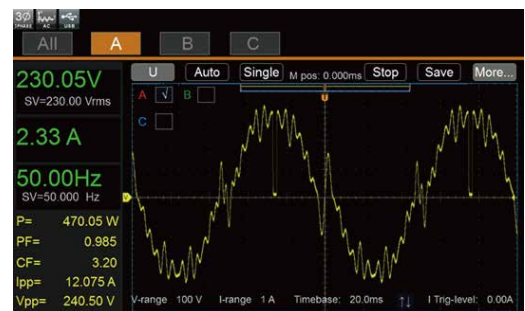 3Ø AC USB
3PHASE
All A B C
230.05V
SV=230.00 Vrms
2.33 A
50.00Hz
SV=50.000 Hz
P= 470.05 W
PF= 0.985
CF= 3.20
Ipp= 12.075 A
Vpp= 240.50 V
U Auto Single M pos: 0.000ms Stop Save More...
A √ B
C
V-range 100 V I-range 1 A Timebase: 20.0ms ↑↓ I Trig-level: 0.00A